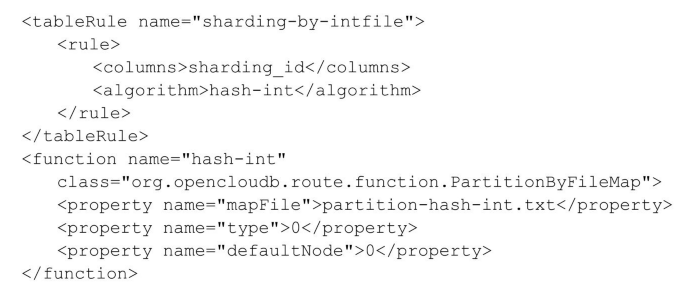 <tableRule name="sharding-by-intfile">
    <rule>
        <columns>sharding_id</columns>
        <algorithm>hash-int</algorithm>
    </rule>
</tableRule>
<function name="hash-int"
    class="org.opencloudb.route.function.PartitionByFileMap">
    <property name="mapFile">partition-hash-int.txt</property>
    <property name="type">0</property>
    <property name="defaultNode">0</property>
</function>